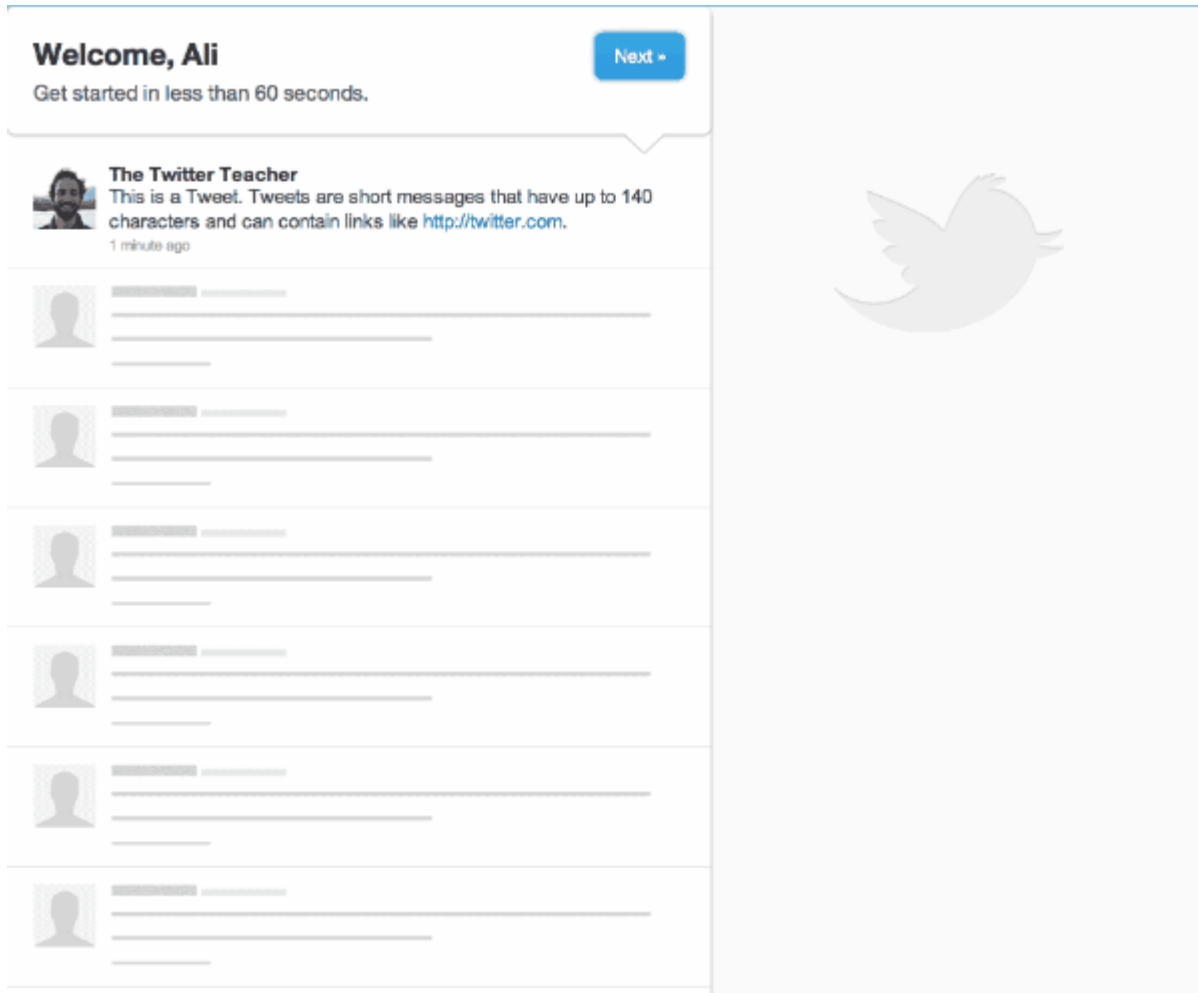 Welcome, Ali
Next »
Get started in less than 60 seconds.
The Twitter Teacher
This is a Tweet. Tweets are short messages that have up to 140
characters and can contain links like http://twitter.com.
1 minute ago